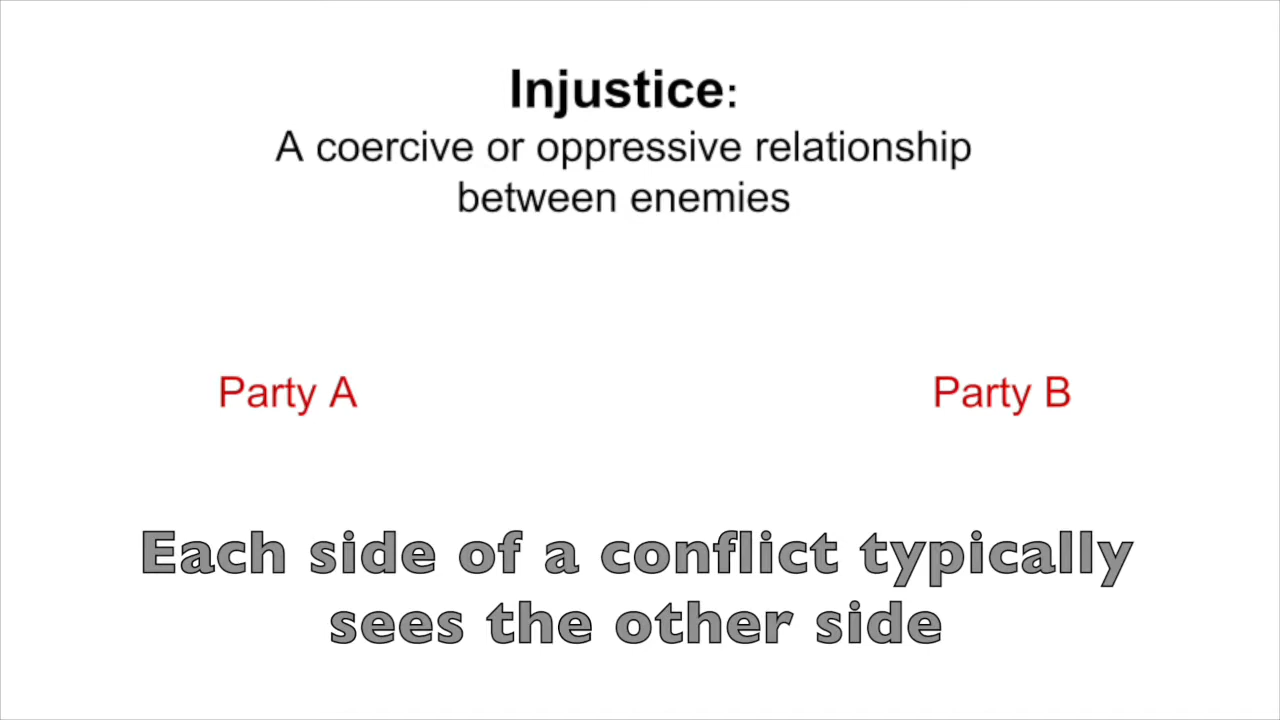 Injustice:
A coercive or oppressive relationship
between enemies
Party A
Party B
Each side of a conflict typically
sees the other side